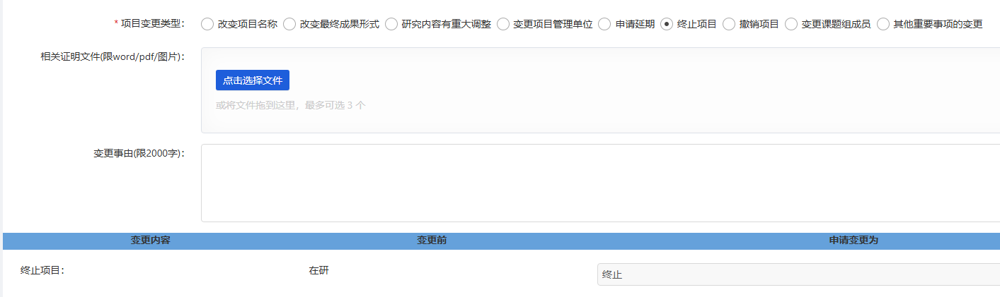 * 项目变更类型: 改变项目名称 改变最终成果形式 研究内容有重大调整 变更项目管理单位 申请延期 终止项目 撤销项目 变更课题组成员 其他重要事项的变更
相关证明文件(限word/pdf/图片):
点击选择文件
或将文件拖到这里，最多可选 3 个
变更事由(限2000字):
变更内容 变更前 申请变更为
终止项目: 在研 终止